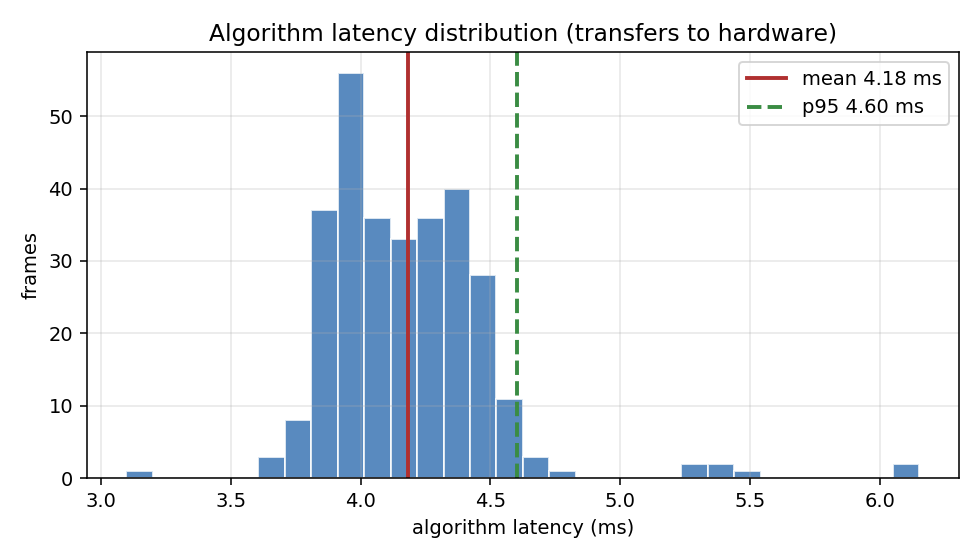 Algorithm latency distribution (transfers to hardware)
mean 4.18 ms
p95 4.60 ms
50
40
30
20
10
0
frames
3.0 3.5 4.0 4.5 5.0 5.5 6.0
algorithm latency (ms)